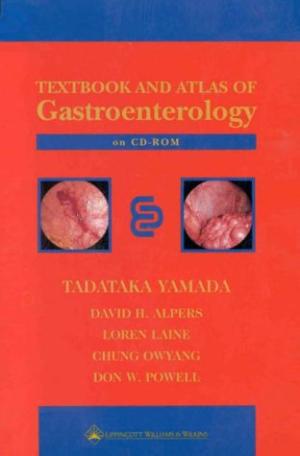 TEXTBOOK AND ATLAS OF
Gastroenterology
on CD-ROM
TADATAKA YAMADA
DAVID H. ALPERS
LOREN LAINE
CHUNG OWYANG
DON W. POWELL
LIPPINCOTT WILLIAMS & WILKINS